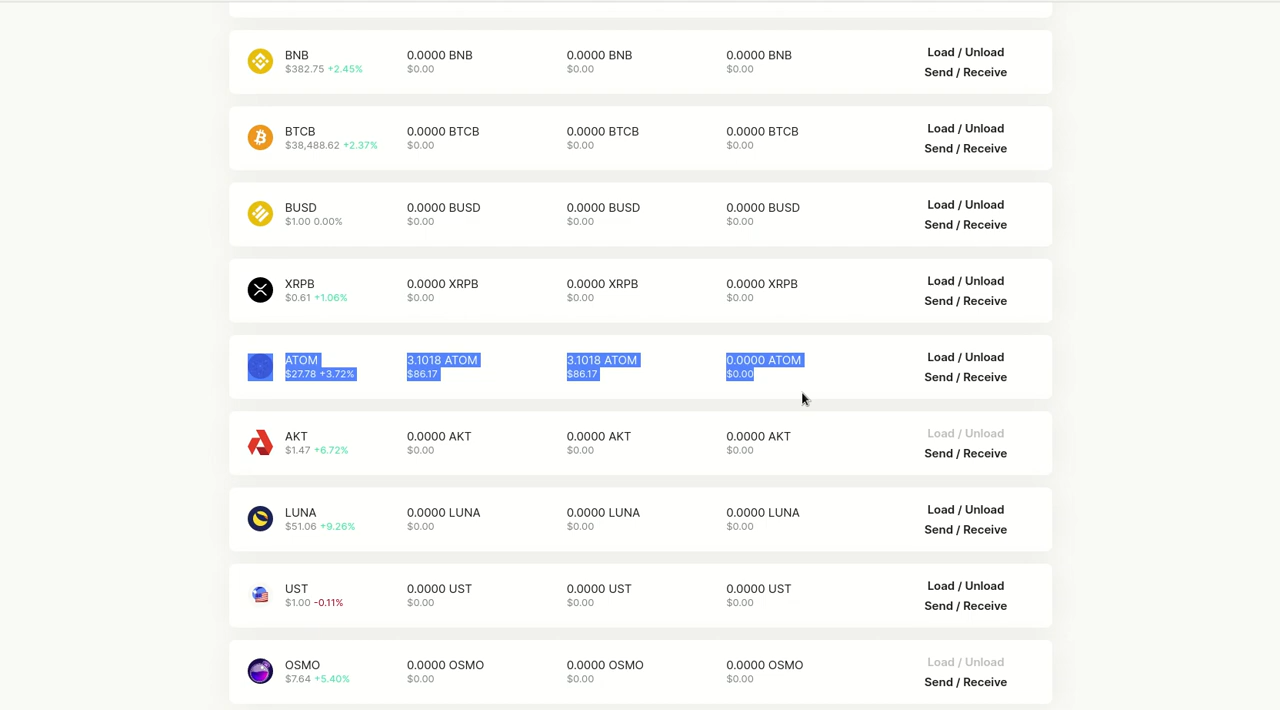 BNB 0.0000 BNB 0.0000 BNB 0.0000 BNB Load / Unload
$382.75 +2.45% $0.00 $0.00 $0.00 Send / Receive
BTCB 0.0000 BTCB 0.0000 BTCB 0.0000 BTCB Load / Unload
$38,488.62 +2.37% $0.00 $0.00 $0.00 Send / Receive
BUSD 0.0000 BUSD 0.0000 BUSD 0.0000 BUSD Load / Unload
$1.00 0.00% $0.00 $0.00 $0.00 Send / Receive
XRPB 0.0000 XRPB 0.0000 XRPB 0.0000 XRPB Load / Unload
$0.61 +1.06% $0.00 $0.00 $0.00 Send / Receive
ATOM 3.1018 ATOM 3.1018 ATOM 0.0000 ATOM Load / Unload
$27.78 +3.72% $86.17 $86.17 $0.00 Send / Receive
AKT 0.0000 AKT 0.0000 AKT 0.0000 AKT Load / Unload
$1.47 +6.72% $0.00 $0.00 $0.00 Send / Receive
LUNA 0.0000 LUNA 0.0000 LUNA 0.0000 LUNA Load / Unload
$51.06 +9.26% $0.00 $0.00 $0.00 Send / Receive
UST 0.0000 UST 0.0000 UST 0.0000 UST Load / Unload
$1.00 -0.11% $0.00 $0.00 $0.00 Send / Receive
OSMO 0.0000 OSMO 0.0000 OSMO 0.0000 OSMO Load / Unload
$7.64 +5.40% $0.00 $0.00 $0.00 Send / Receive